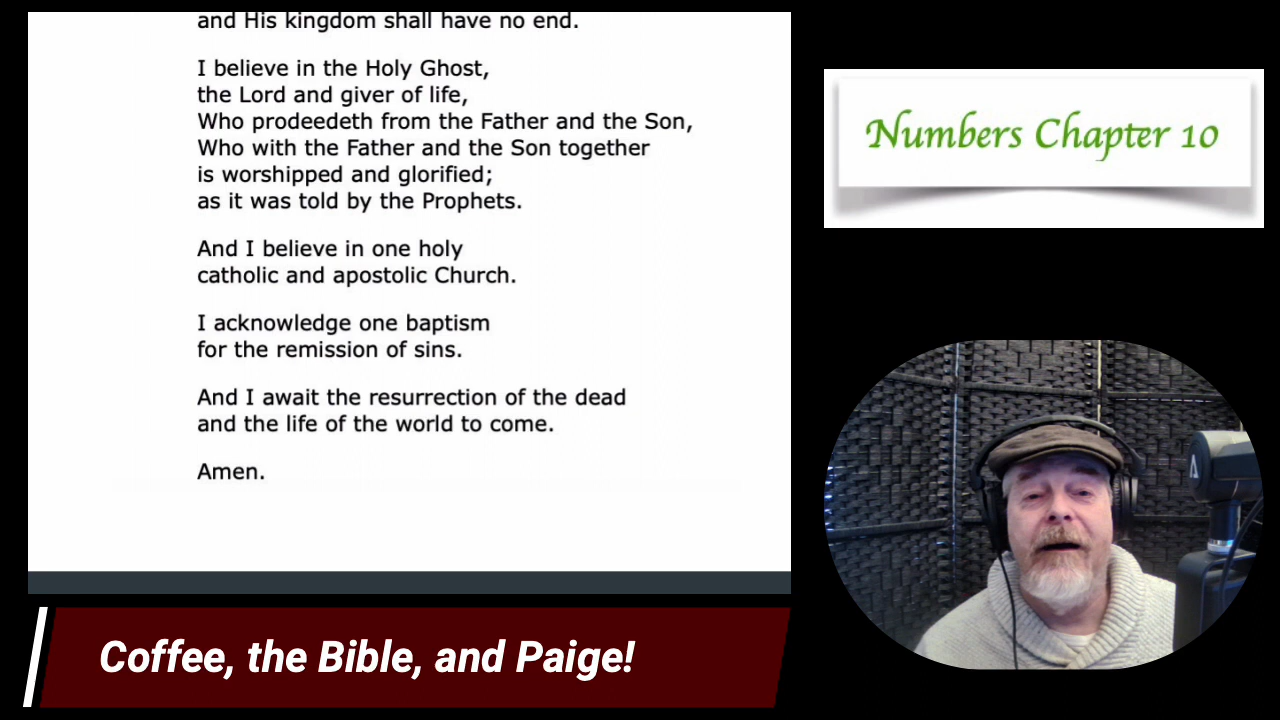 and His kingdom shall have no end.
I believe in the Holy Ghost,
the Lord and giver of life,
Who prodeedeth from the Father and the Son,
Who with the Father and the Son together
is worshipped and glorified;
as it was told by the Prophets.
And I believe in one holy
catholic and apostolic Church.
I acknowledge one baptism
for the remission of sins.
And I await the resurrection of the dead
and the life of the world to come.
Amen.
Numbers Chapter 10
Coffee, the Bible, and Paige!